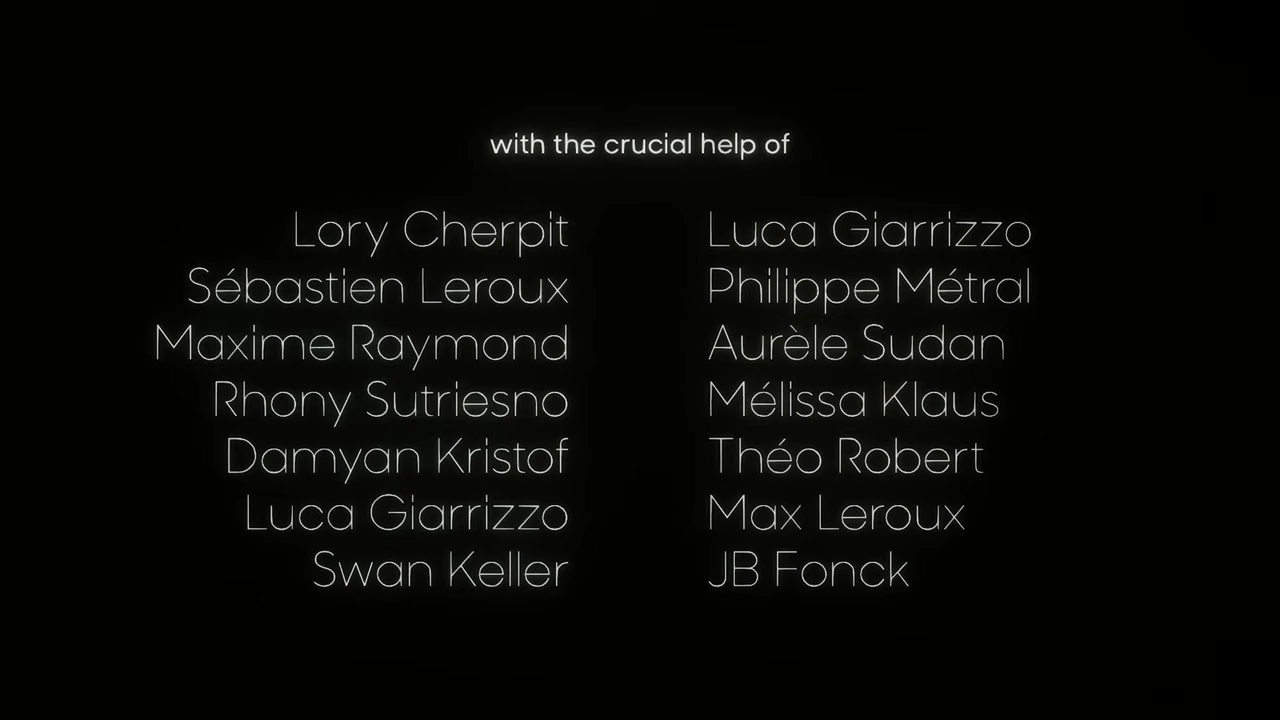 with the crucial help of
Lory Cherpit
Sébastien Leroux
Maxime Raymond
Rhony Sutriesno
Damyan Kristof
Luca Giarrizzo
Swan Keller
Luca Giarrizzo
Philippe Métral
Aurèle Sudan
Mélissa Klaus
Théo Robert
Max Leroux
JB Fonck